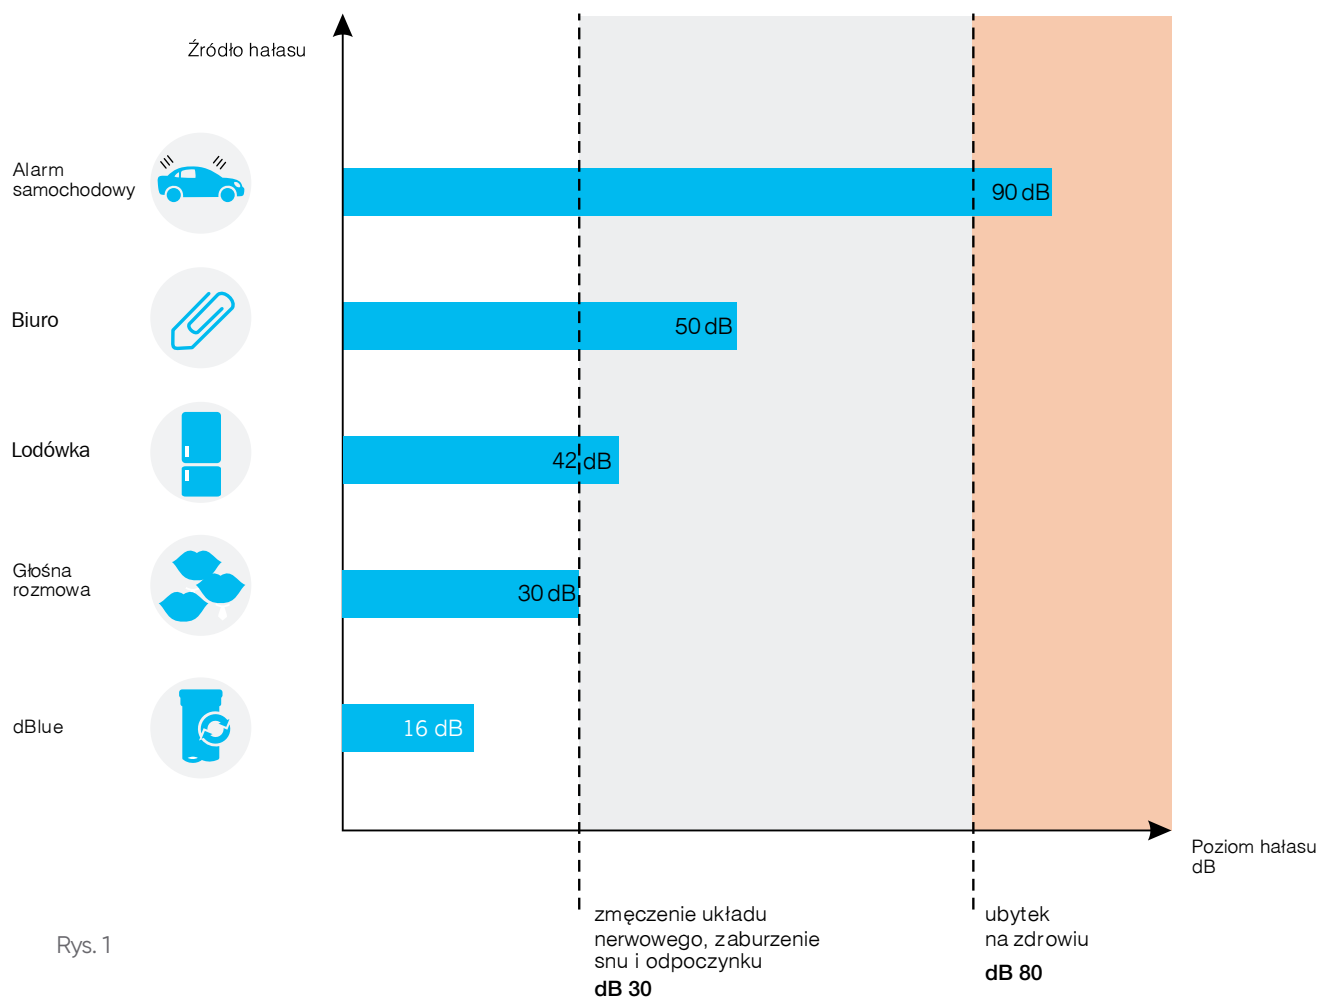 Źródło hałasu
Alarm
samochodowy
90 dB
Biuro
50 dB
Lodówka
42 dB
Głośna
rozmowa
30 dB
dBlue
16 dB
Poziom hałasu
dB
zmęczenie układu
nerwowego, zaburzenie
snu i odpoczynku
dB 30
ubytek
na zdrowiu
dB 80
Rys. 1